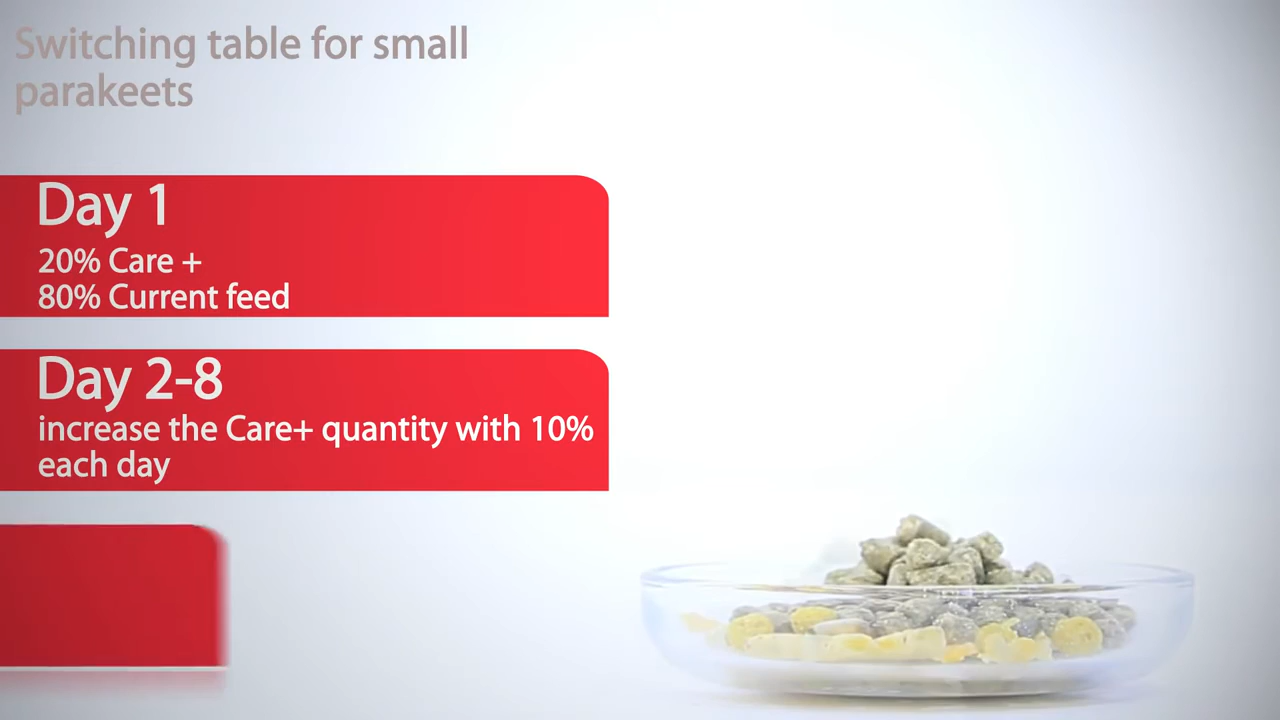 Switching table for small
parakeets
Day 1
20% Care +
80% Current feed
Day 2-8
increase the Care+ quantity with 10%
each day